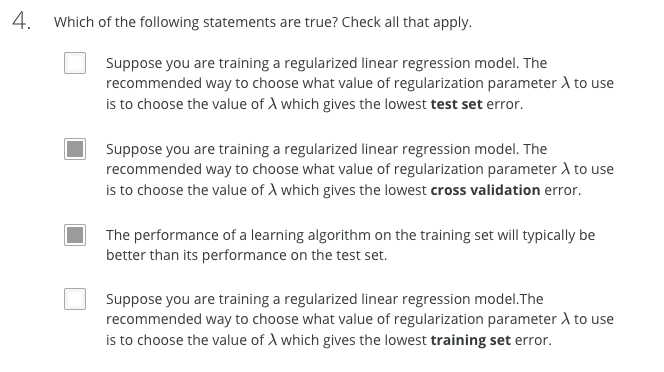 4. Which of the following statements are true? Check all that apply.
Suppose you are training a regularized linear regression model. The
recommended way to choose what value of regularization parameter λ to use
is to choose the value of λ which gives the lowest test set error.
Suppose you are training a regularized linear regression model. The
recommended way to choose what value of regularization parameter λ to use
is to choose the value of λ which gives the lowest cross validation error.
The performance of a learning algorithm on the training set will typically be
better than its performance on the test set.
Suppose you are training a regularized linear regression model.The
recommended way to choose what value of regularization parameter λ to use
is to choose the value of λ which gives the lowest training set error.